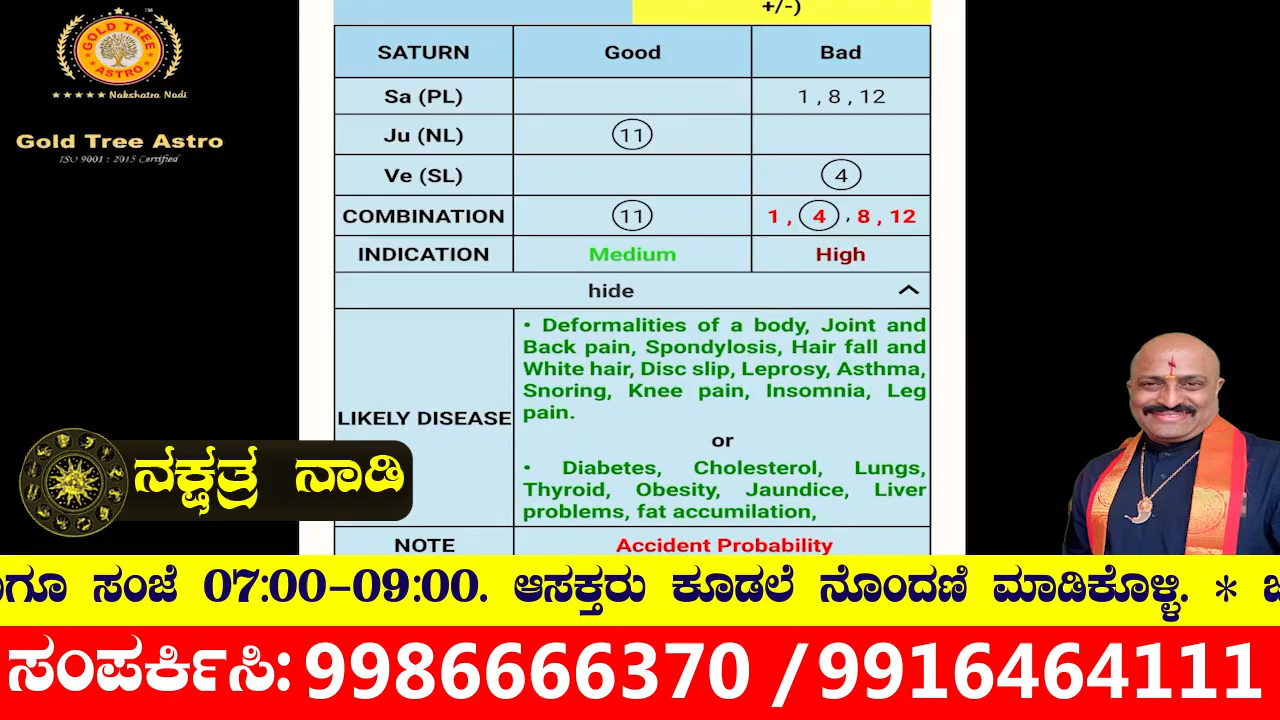 +/-)
GOLD TREE
ASTRO
★★★★★ Nakshatra Nadi
Gold Tree Astro
ISO 9001 : 2015 Certified
SATURN Good Bad
Sa (PL) 1 , 8 , 12
Ju (NL) 11
Ve (SL) 4
COMBINATION 11 1 , 4 , 8 , 12
INDICATION Medium High
hide
LIKELY DISEASE
• Deformalities of a body, Joint and
Back pain, Spondylosis, Hair fall and
White hair, Disc slip, Leprosy, Asthma,
Snoring, Knee pain, Insomnia, Leg
pain.
or
• Diabetes, Cholesterol, Lungs,
Thyroid, Obesity, Jaundice, Liver
problems, fat accumilation,
NOTE Accident Probability
ನಕ್ಷತ್ರ ನಾಡಿ
ಸಂಜೆ 07:00-09:00. ಆಸಕ್ತರು ಕೂಡಲೆ ನೊಂದಣಿ ಮಾಡಿಕೊಳ್ಳಿ. *
ಸಂಪರ್ಕಿಸಿ: 9986666370 / 9916464111